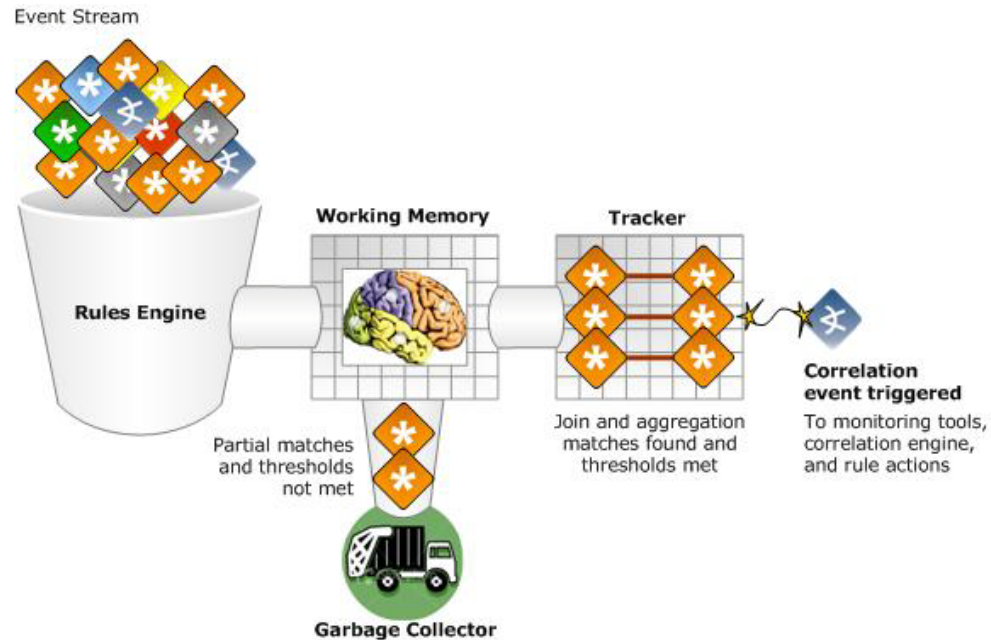 Event Stream
Working Memory
Tracker
Rules Engine
Correlation
event triggered
To monitoring tools,
correlation engine,
and rule actions
Partial matches
and thresholds
not met
Join and aggregation
matches found and
thresholds met
Garbage Collector